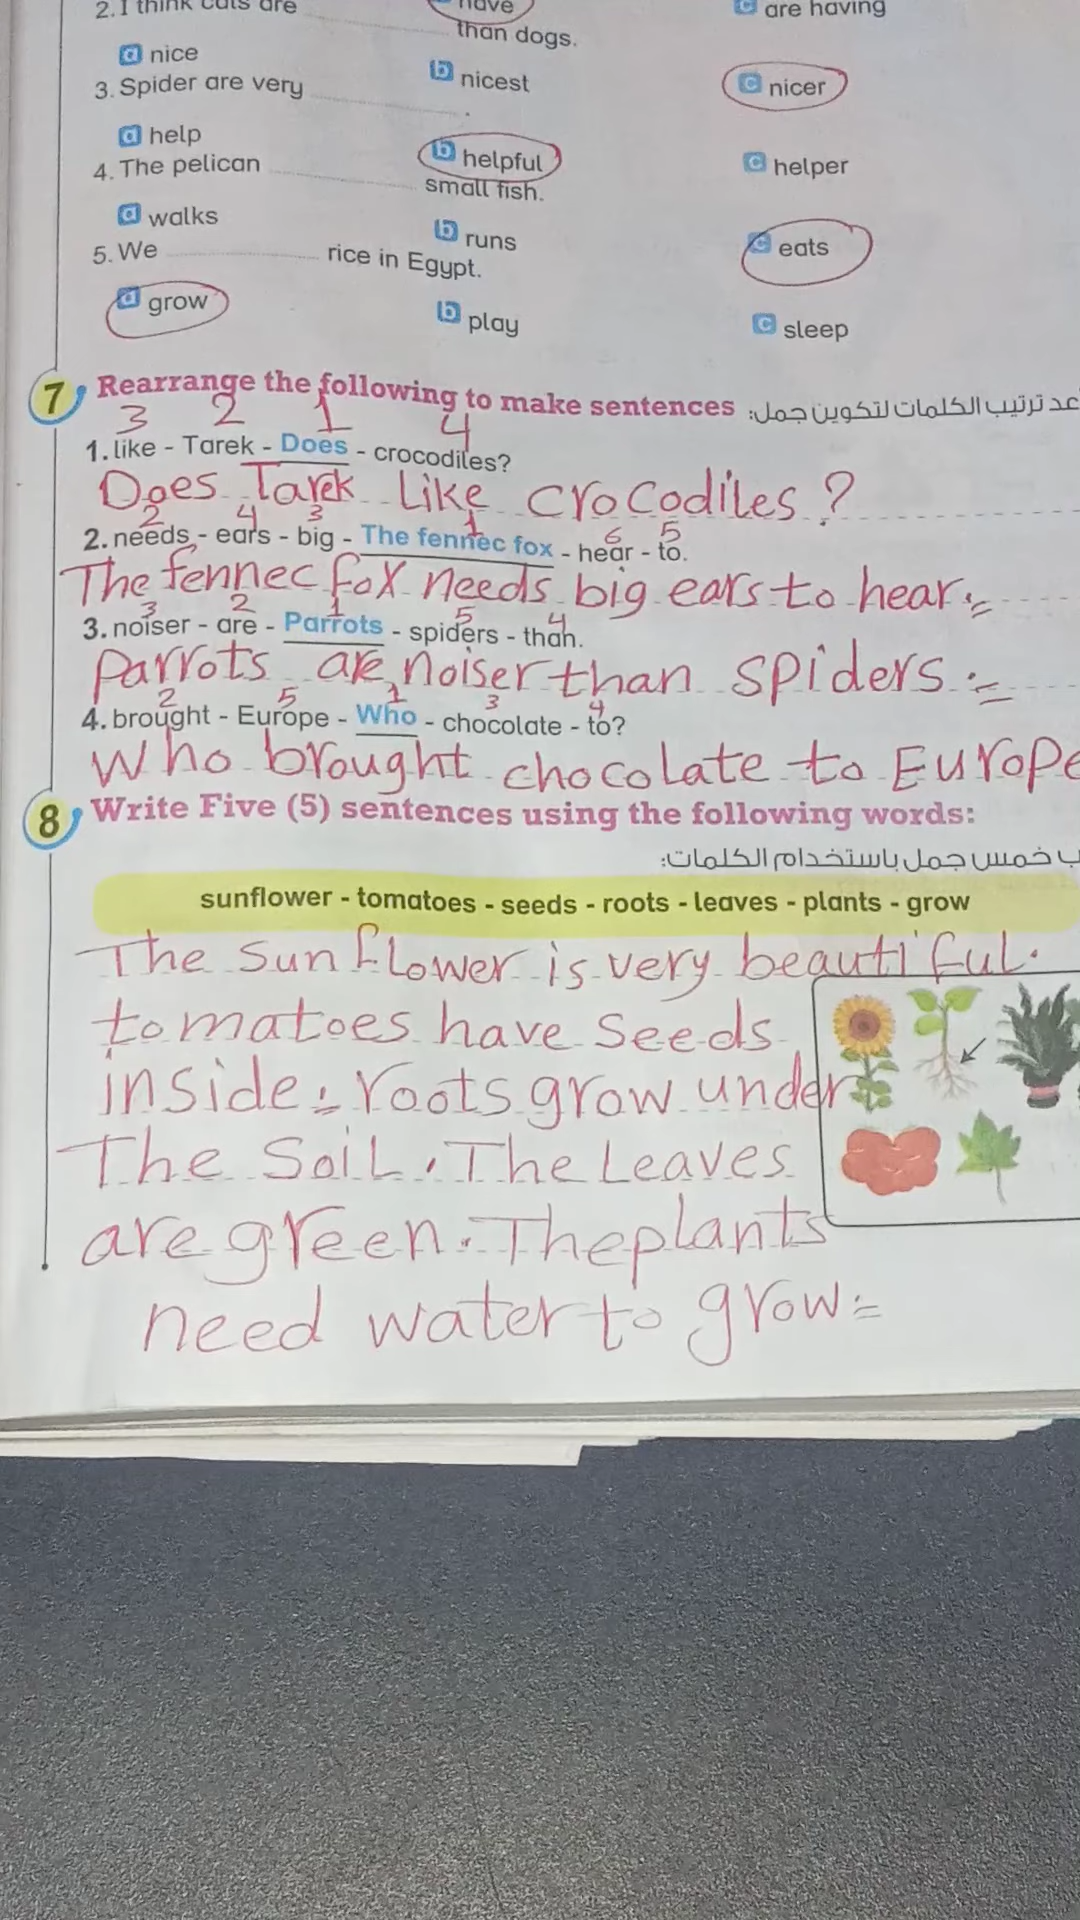 2. I think cats are have C are having
than dogs.
a nice b nicest C nicer
3. Spider are very .
a help b helpful C helper
4. The pelican small fish.
a walks b runs C eats
5. We rice in Egypt.
a grow b play C sleep
7 Rearrange the following to make sentences عد ترتيب الكلمات لتكوين جمل:
3 2 1 4
1. like - Tarek - Does - crocodiles?
Does Tarek Like crocodiles ?
2 4 3 1 6 5
2. needs - ears - big - The fennec fox - hear - to.
The fennec fox needs big ears to hear.
3 2 1 5 4
3. noiser - are - Parrots - spiders - than.
Parrots are noiser than spiders .
2 5 1 3 4
4. brought - Europe - Who - chocolate - to?
Who brought chocolate to Europe
8 Write Five (5) sentences using the following words:
ب خمس جمل باستخدام الكلمات:
sunflower - tomatoes - seeds - roots - leaves - plants - grow
The sunflower is very beautiful.
tomatoes have seeds
inside. roots grow under
The Soil. The Leaves
are green. The plants
need water to grow.